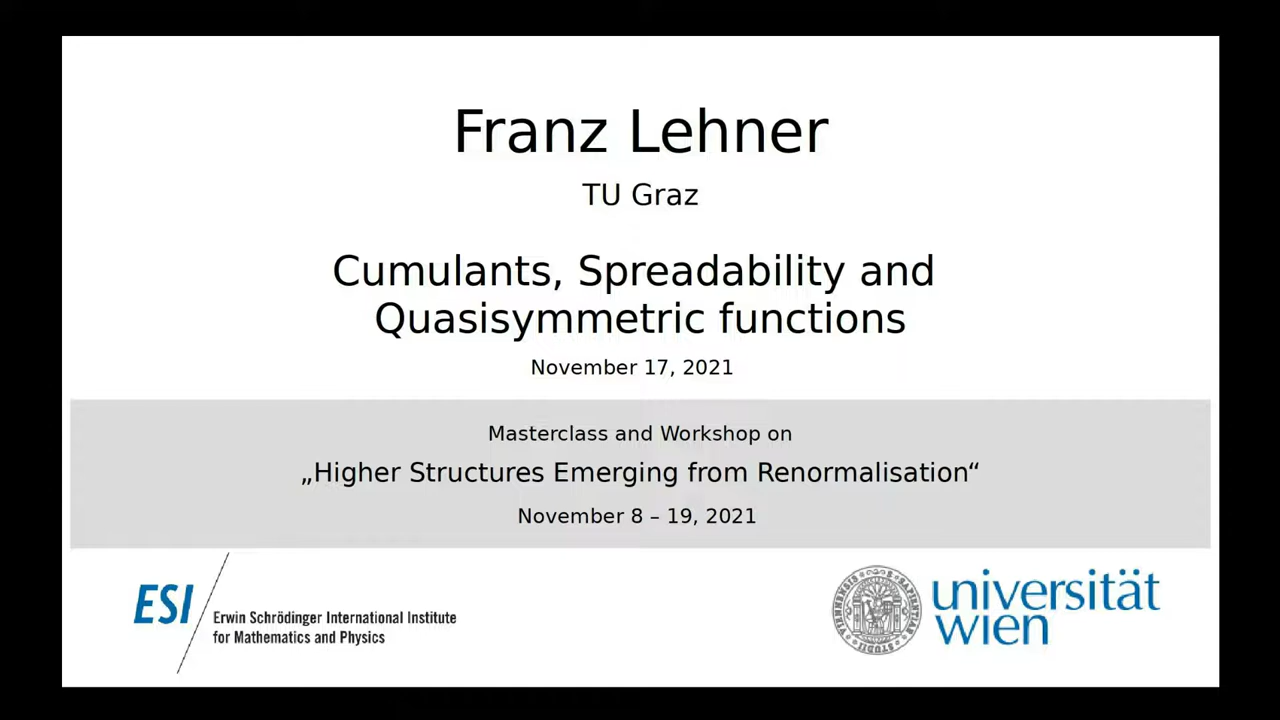 Franz Lehner
TU Graz
Cumulants, Spreadability and
Quasisymmetric functions
November 17, 2021
Masterclass and Workshop on
„Higher Structures Emerging from Renormalisation“
November 8 – 19, 2021
ESI
Erwin Schrödinger International Institute
for Mathematics and Physics
universität
wien